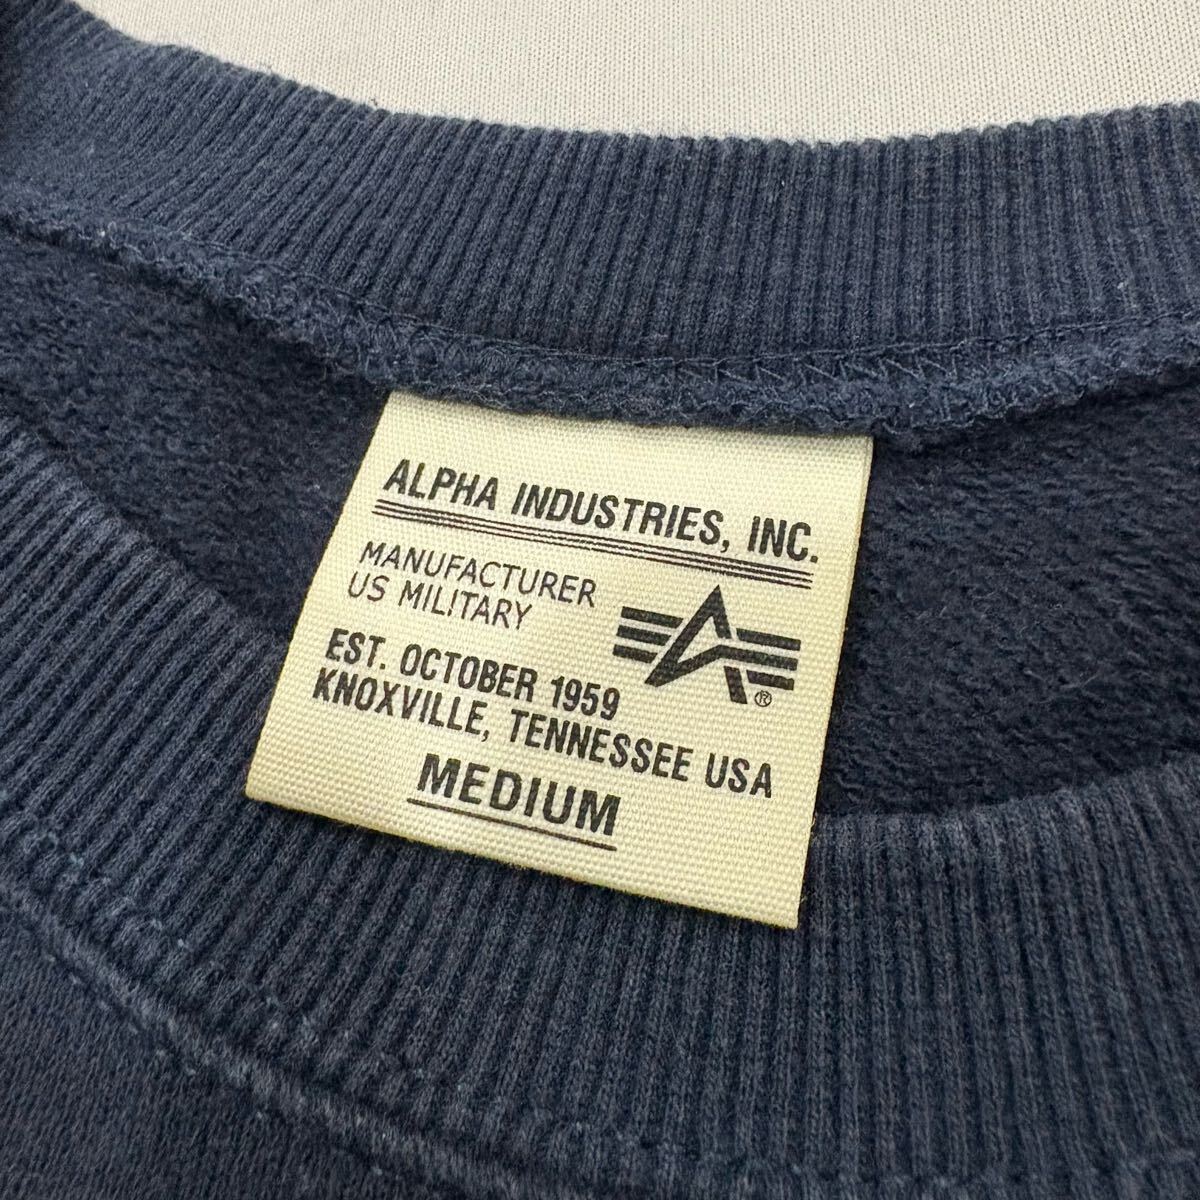 ALPHA INDUSTRIES, INC.
MANUFACTURER
US MILITARY
®
EST. OCTOBER 1959
KNOXVILLE, TENNESSEE USA
MEDIUM